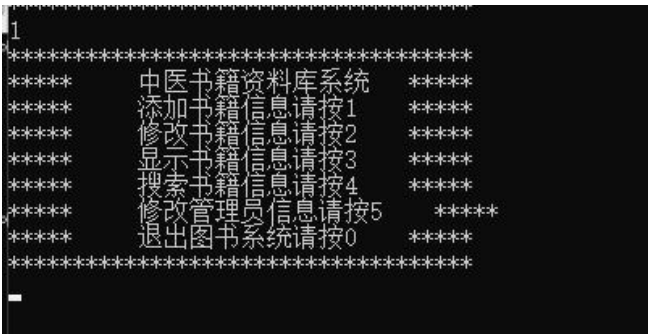 1
************************************
*****     中医书籍资料库系统   *****
*****     添加书籍信息请按1    *****
*****     修改书籍信息请按2    *****
*****     显示书籍信息请按3    *****
*****     搜索书籍信息请按4    *****
*****     修改管理员信息请按5    *****
*****     退出图书系统请按0    *****
************************************